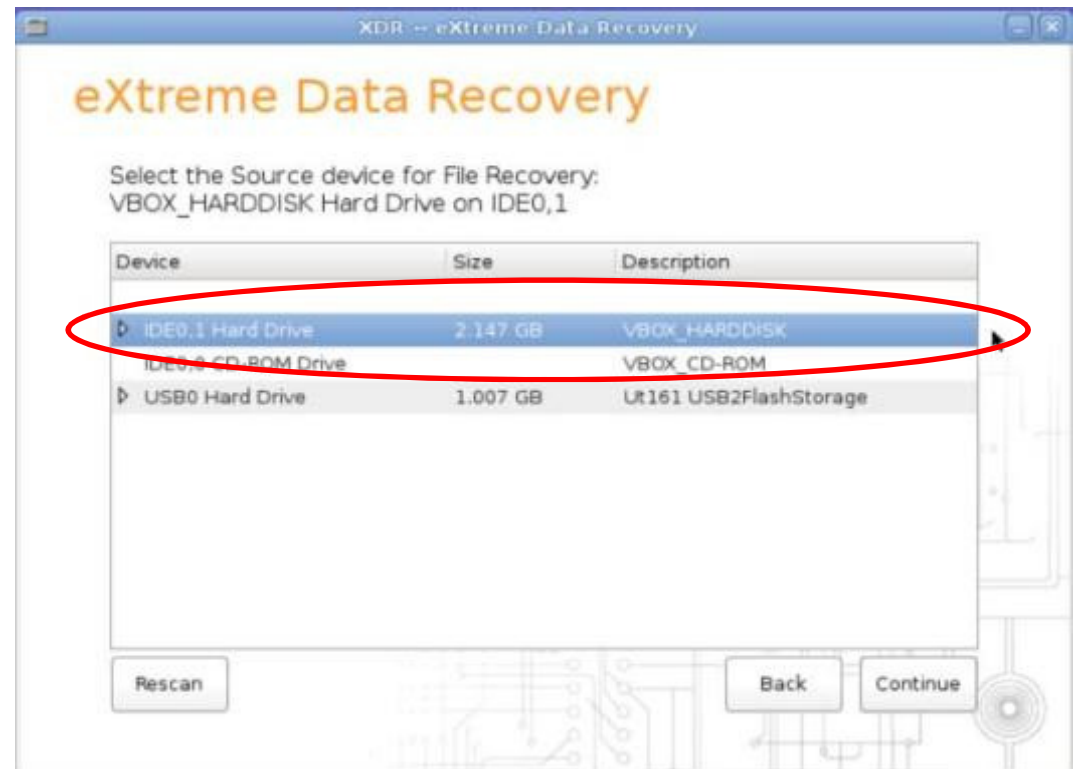 XDR -- eXtreme Data Recovery
eXtreme Data Recovery
Select the Source device for File Recovery:
VBOX_HARDDISK Hard Drive on IDE0,1
Device Size Description
IDE0,1 Hard Drive 2.147 GB VBOX_HARDDISK
IDE0,0 CD-ROM Drive VBOX_CD-ROM
USB0 Hard Drive 1.007 GB Ut161 USB2FlashStorage
Rescan Back Continue